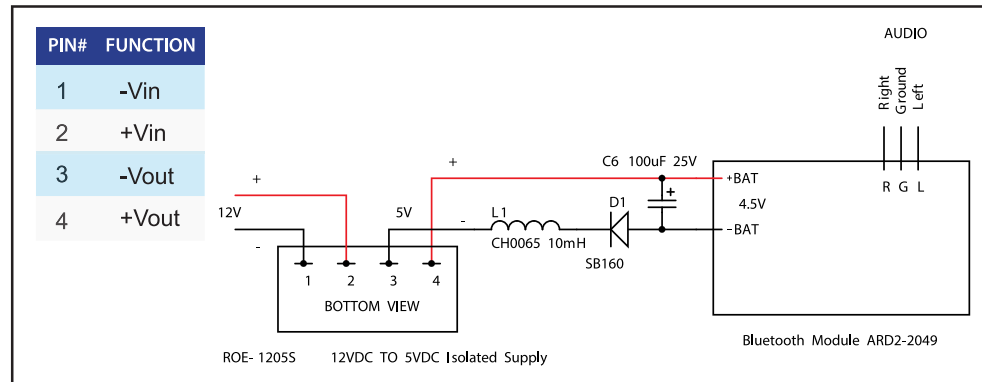 PIN# FUNCTION
1 -Vin
2 +Vin
3 -Vout
4 +Vout
AUDIO
Right
Ground
Left
R G L
+ C6 100uF 25V
+
+BAT
4.5V
-BAT
+
12V
-
5V
-
L1
CH0065 10mH
D1
SB160
1 2 3 4
BOTTOM VIEW
ROE- 1205S 12VDC TO 5VDC Isolated Supply
Bluetooth Module ARD2-2049